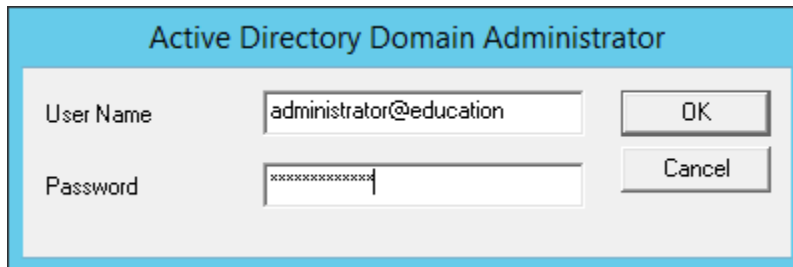 Active Directory Domain Administrator
User Name administrator@education OK
Password ************* Cancel